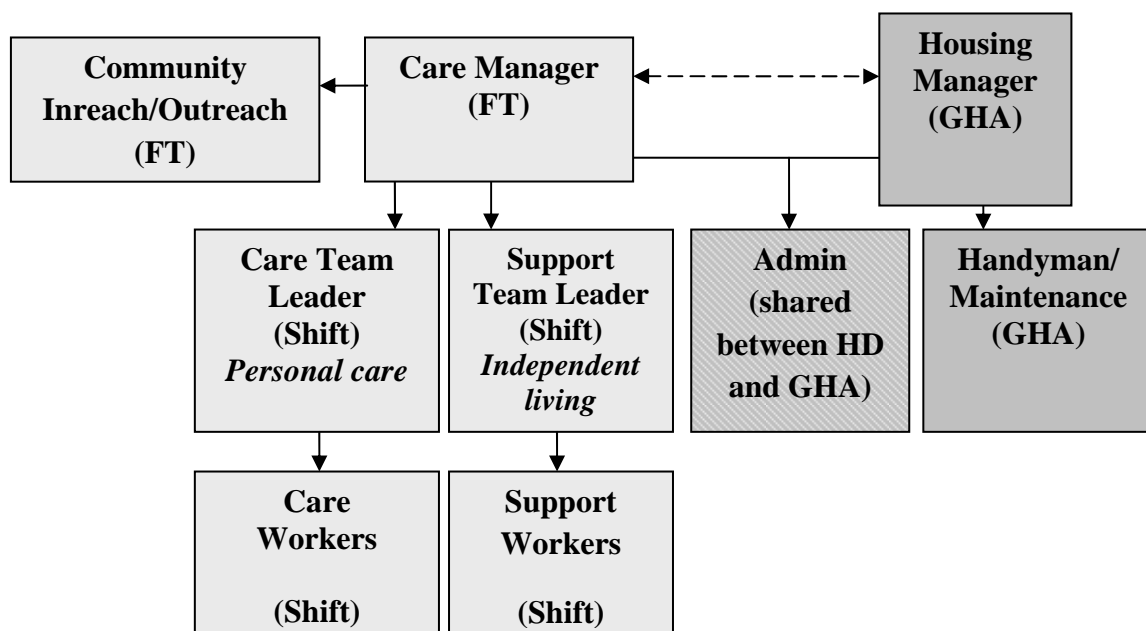 Community
Inreach/Outreach
(FT)
Care Manager
(FT)
Housing
Manager
(GHA)
Care Team
Leader
(Shift)
Personal care
Support
Team Leader
(Shift)
Independent
living
Admin
(shared
between HD
and GHA)
Handyman/
Maintenance
(GHA)
Care
Workers
(Shift)
Support
Workers
(Shift)